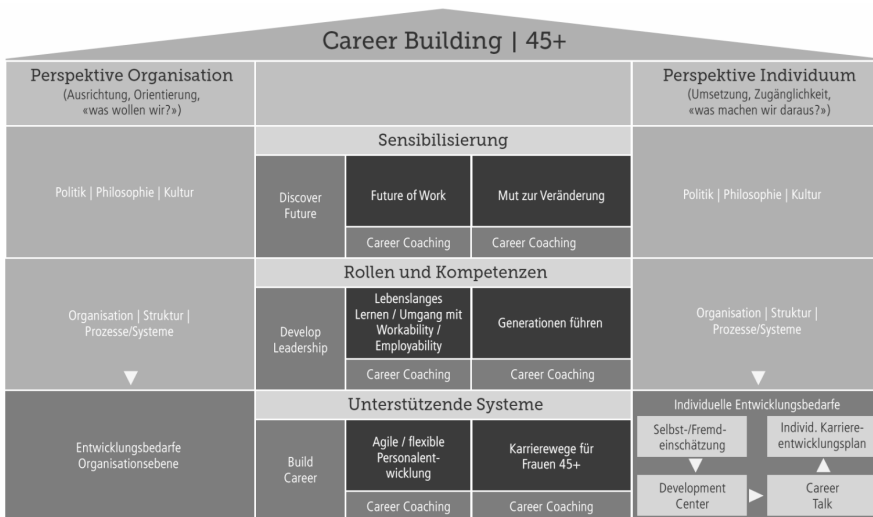 Career Building | 45+
Perspektive Organisation
(Ausrichtung, Orientierung,
«was wollen wir?»)
Perspektive Individuum
(Umsetzung, Zugänglichkeit,
«was machen wir daraus?»)
Sensibilisierung
Politik | Philosophie | Kultur
Discover
Future
Future of Work
Mut zur Veränderung
Career Coaching
Career Coaching
Politik | Philosophie | Kultur
Rollen und Kompetenzen
Organisation | Struktur |
Prozesse/Systeme
Develop
Leadership
Lebenslanges
Lernen / Umgang mit
Workability /
Employability
Generationen führen
Career Coaching
Career Coaching
Organisation | Struktur |
Prozesse/Systeme
Unterstützende Systeme
Entwicklungsbedarfe
Organisationsebene
Build
Career
Agile / flexible
Personalent-
wicklung
Karrierewege für
Frauen 45+
Career Coaching
Career Coaching
Individuelle Entwicklungsbedarfe
Selbst-/Fremd-
einschätzung
Individ. Karriere-
entwicklungsplan
Development
Center
Career
Talk